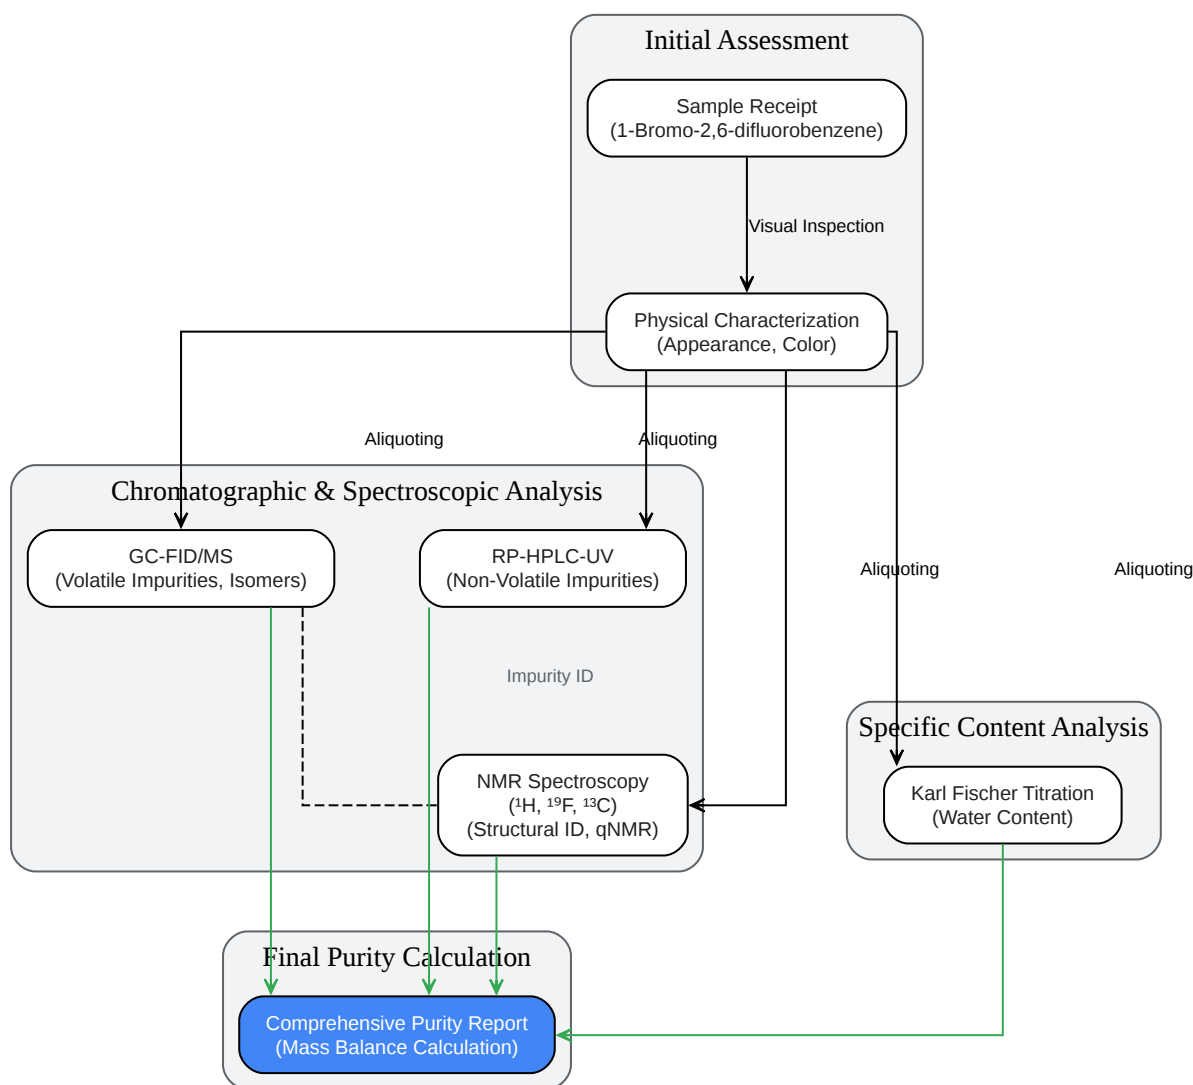 Initial Assessment
Sample Receipt
(1-Bromo-2,6-difluorobenzene)
Visual Inspection
Physical Characterization
(Appearance, Color)
Aliquoting
Aliquoting
Chromatographic & Spectroscopic Analysis
GC-FID/MS
(Volatile Impurities, Isomers)
RP-HPLC-UV
(Non-Volatile Impurities)
Aliquoting
Aliquoting
Impurity ID
Specific Content Analysis
NMR Spectroscopy
(¹H, ¹⁹F, ¹³C)
(Structural ID, qNMR)
Karl Fischer Titration
(Water Content)
Final Purity Calculation
Comprehensive Purity Report
(Mass Balance Calculation)